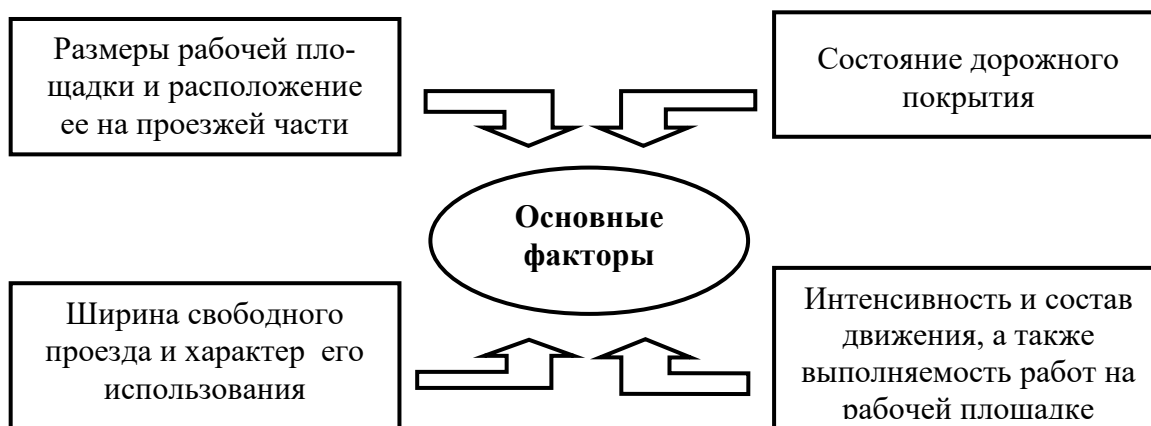 Размеры рабочей пло-
щадки и расположение
ее на проезжей части
Состояние дорожного
покрытия
Основные
факторы
Ширина свободного
проезда и характер его
использования
Интенсивность и состав
движения, а также
выполняемость работ на
рабочей площадке